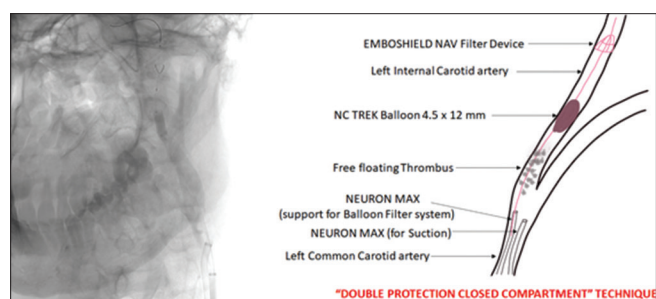 EMBOSHIELD NAV Filter Device
Left Internal Carotid artery
NC TREK Balloon 4.5 x 12 mm
Free floating Thrombus
NEURON MAX
(support for Balloon Filter system)
NEURON MAX (for Suction)
Left Common Carotid artery
"DOUBLE PROTECTION CLOSED COMPARTMENT" TECHNIQUE